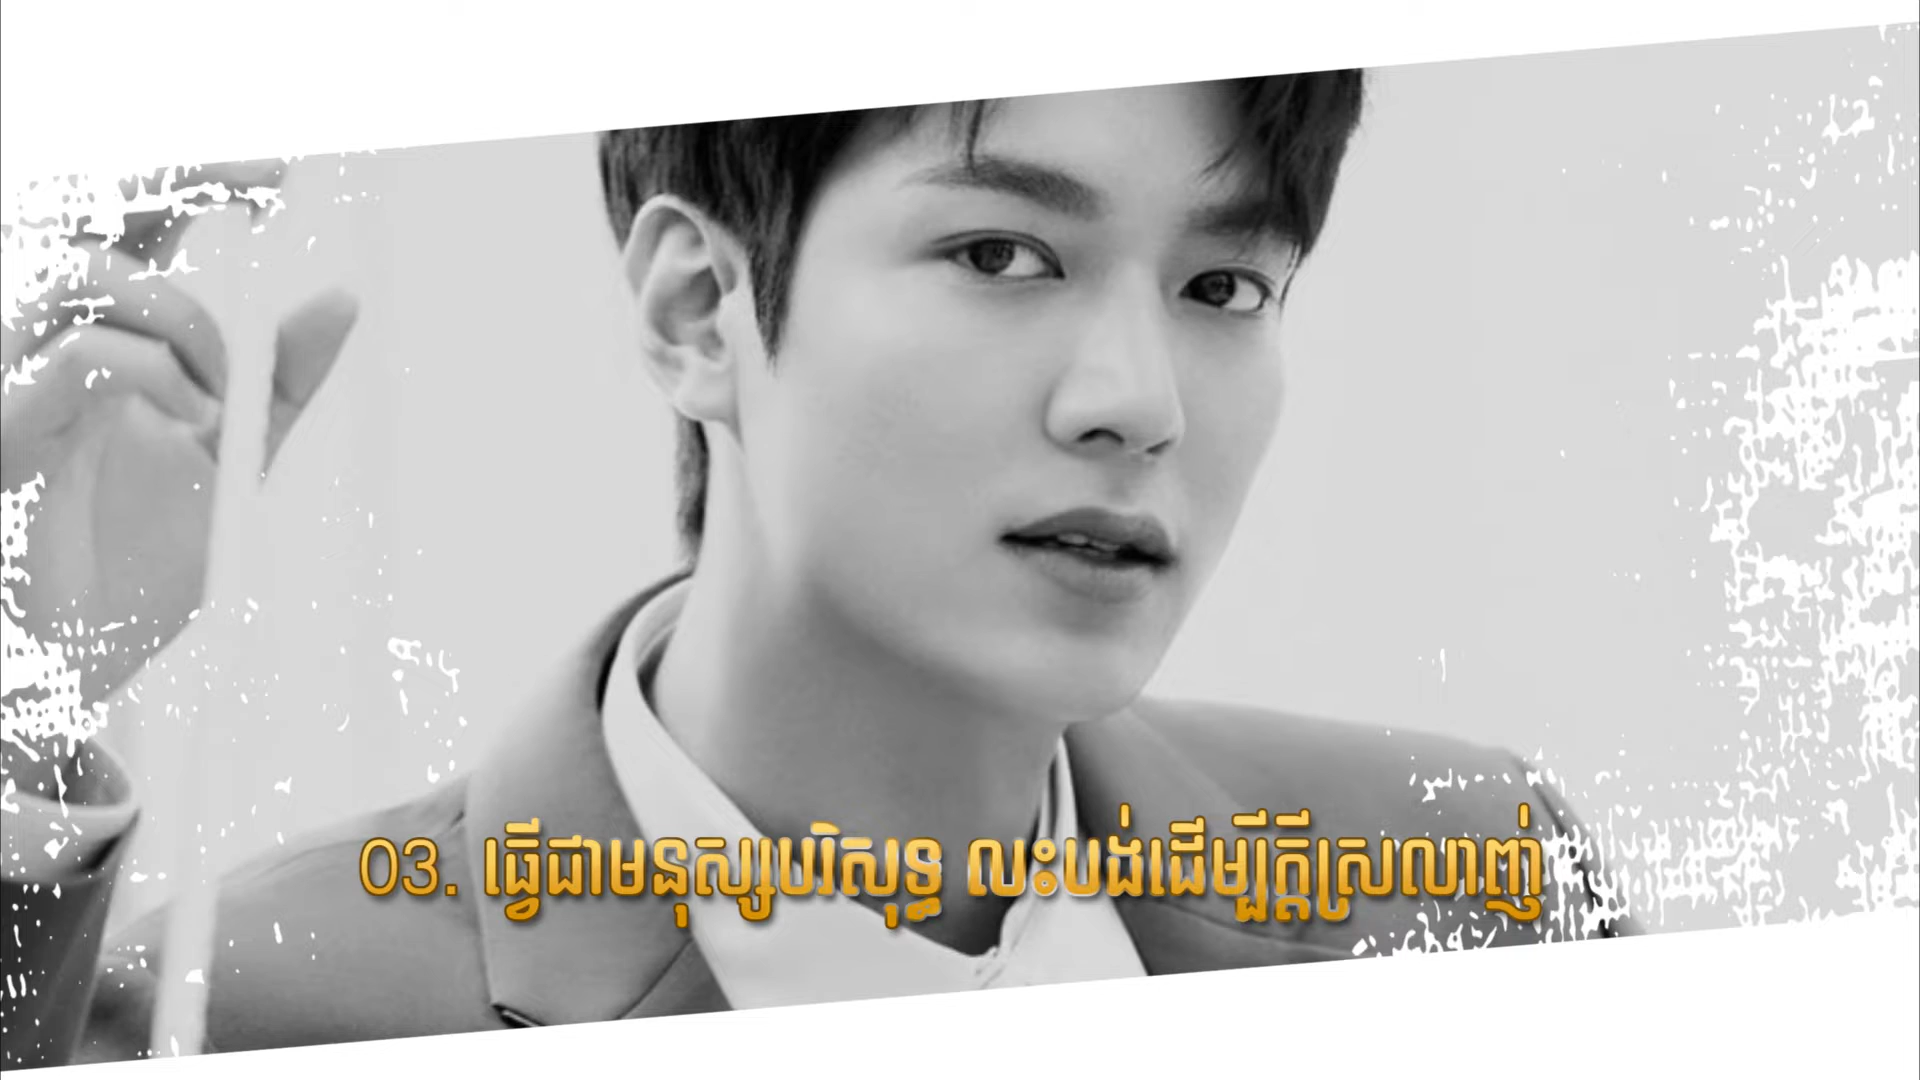 03. ធ្វើជាមនុស្សបរិសុទ្ធ លះបង់ដើម្បីក្តីស្រលាញ់